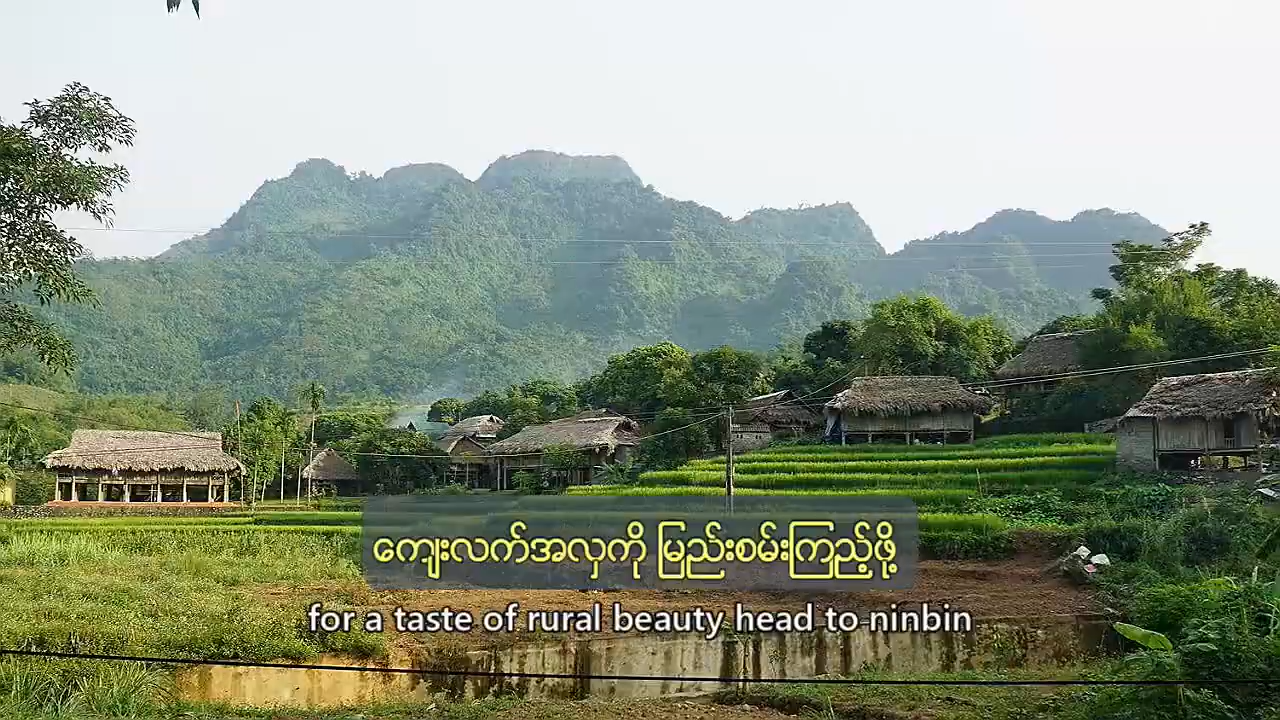 ကျေးလက်အလှကို မြည်းစမ်းကြည့်ဖို့
for a taste of rural beauty head to ninbin